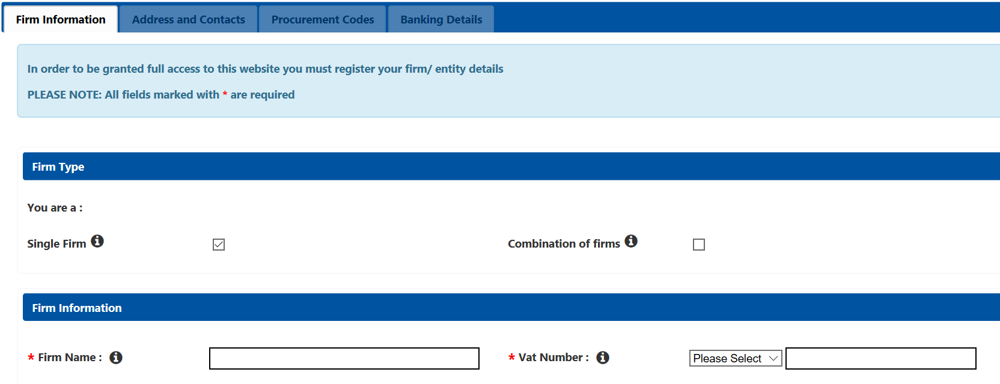 Firm Information Address and Contacts Procurement Codes Banking Details
In order to be granted full access to this website you must register your firm/ entity details
PLEASE NOTE: All fields marked with * are required
Firm Type
You are a :
Single Firm Combination of firms
Firm Information
* Firm Name : * Vat Number : Please Select